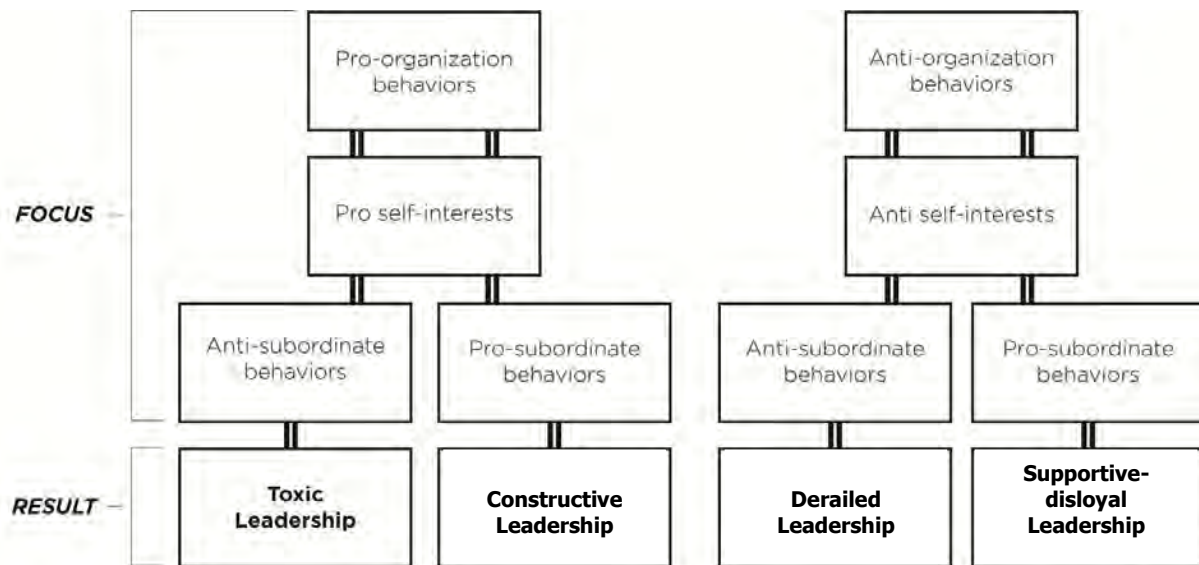 Pro-organization
behaviors
Anti-organization
behaviors
FOCUS
Pro self-interests
Anti self-interests
Anti-subordinate
behaviors
Pro-subordinate
behaviors
Anti-subordinate
behaviors
Pro-subordinate
behaviors
RESULT
Toxic
Leadership
Constructive
Leadership
Derailed
Leadership
Supportive-
disloyal
Leadership